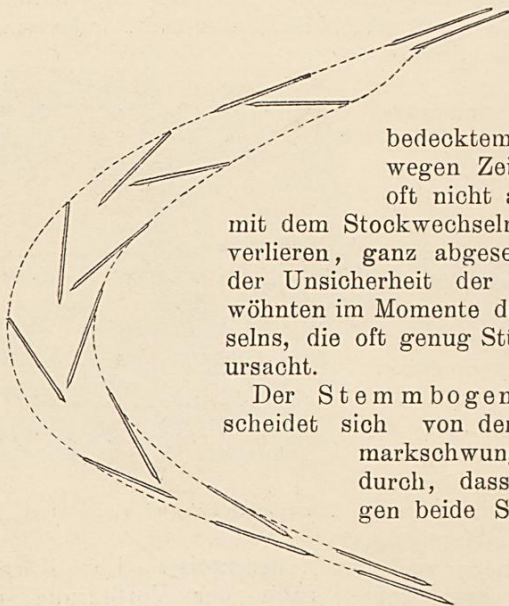 bedecktem
wegen Zei
oft nicht a
mit dem Stockwechseln
verlieren, ganz abgese
der Unsicherheit der
wöhnten im Momente d
selns, die oft genug Stü
ursacht.
Der Stemmbogen
scheidet sich von der
markschwung
durch, dass
gen beide S